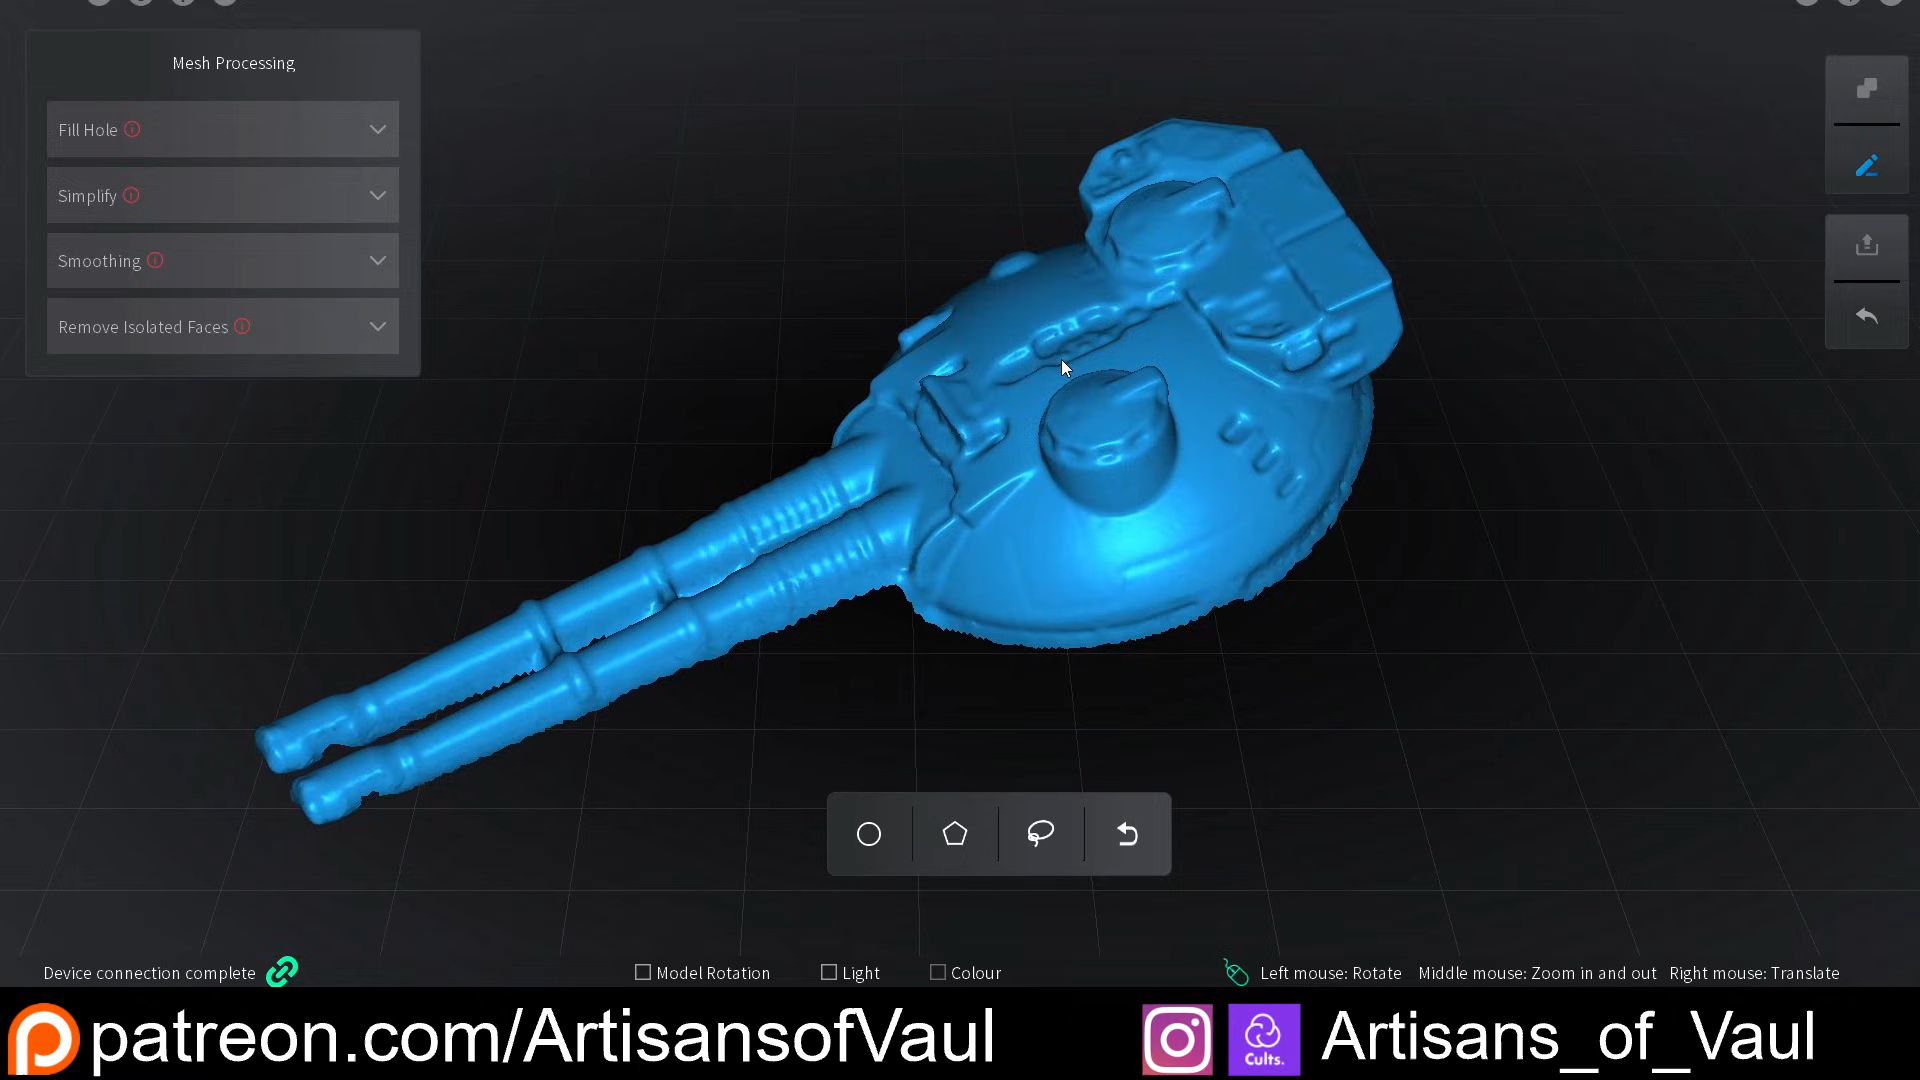 Mesh Processing
Fill Hole
Simplify
Smoothing
Remove Isolated Faces
Device connection complete
Model Rotation
Light
Colour
Left mouse: Rotate Middle mouse: Zoom in and out Right mouse: Translate
patreon.com/ArtisansofVaul
Cults.
Artisans_of_Vaul